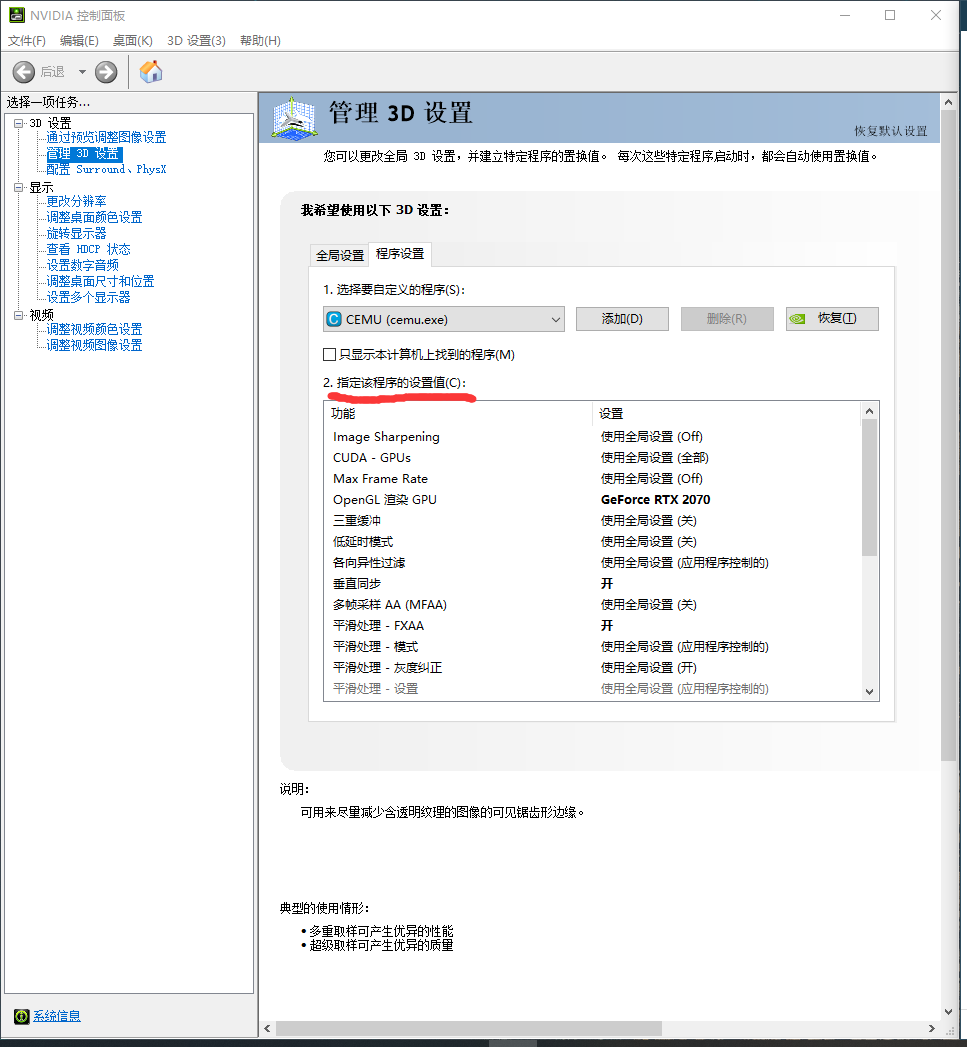 NVIDIA 控制面板
文件(F) 编辑(E) 桌面(K) 3D 设置(3) 帮助(H)
后退
选择一项任务...
3D 设置
通过预览调整图像设置
管理 3D 设置
配置 Surround、PhysX
显示
更改分辨率
调整桌面颜色设置
旋转显示器
查看 HDCP 状态
设置数字音频
调整桌面尺寸和位置
设置多个显示器
视频
调整视频颜色设置
调整视频图像设置
系统信息
管理 3D 设置
恢复默认设置
您可以更改全局 3D 设置，并建立特定程序的置换值。 每次这些特定程序启动时，都会自动使用置换值。
我希望使用以下 3D 设置：
全局设置 程序设置
1. 选择要自定义的程序(S)：
CEMU (cemu.exe) 添加(D) 删除(R) 恢复(T)
只显示本计算机上找到的程序(M)
2. 指定该程序的设置值(C)：
功能 设置
Image Sharpening 使用全局设置 (Off)
CUDA - GPUs 使用全局设置 (全部)
Max Frame Rate 使用全局设置 (Off)
OpenGL 渲染 GPU GeForce RTX 2070
三重缓冲 使用全局设置 (关)
低延时模式 使用全局设置 (关)
各向异性过滤 使用全局设置 (应用程序控制的)
垂直同步 开
多帧采样 AA (MFAA) 使用全局设置 (关)
平滑处理 - FXAA 开
平滑处理 - 模式 使用全局设置 (应用程序控制的)
平滑处理 - 灰度纠正 使用全局设置 (开)
平滑处理 - 设置 使用全局设置 (应用程序控制的)
说明：
可用来尽量减少含透明纹理的图像的可见锯齿形边缘。
典型的使用情形：
• 多重取样可产生优异的性能
• 超级取样可产生优异的质量